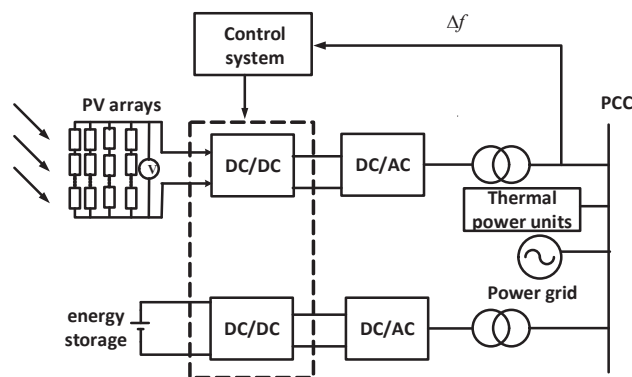 Control
system
Δf
PV arrays
PCC
V
DC/DC
DC/AC
Thermal
power units
Power grid
energy
storage
DC/DC
DC/AC